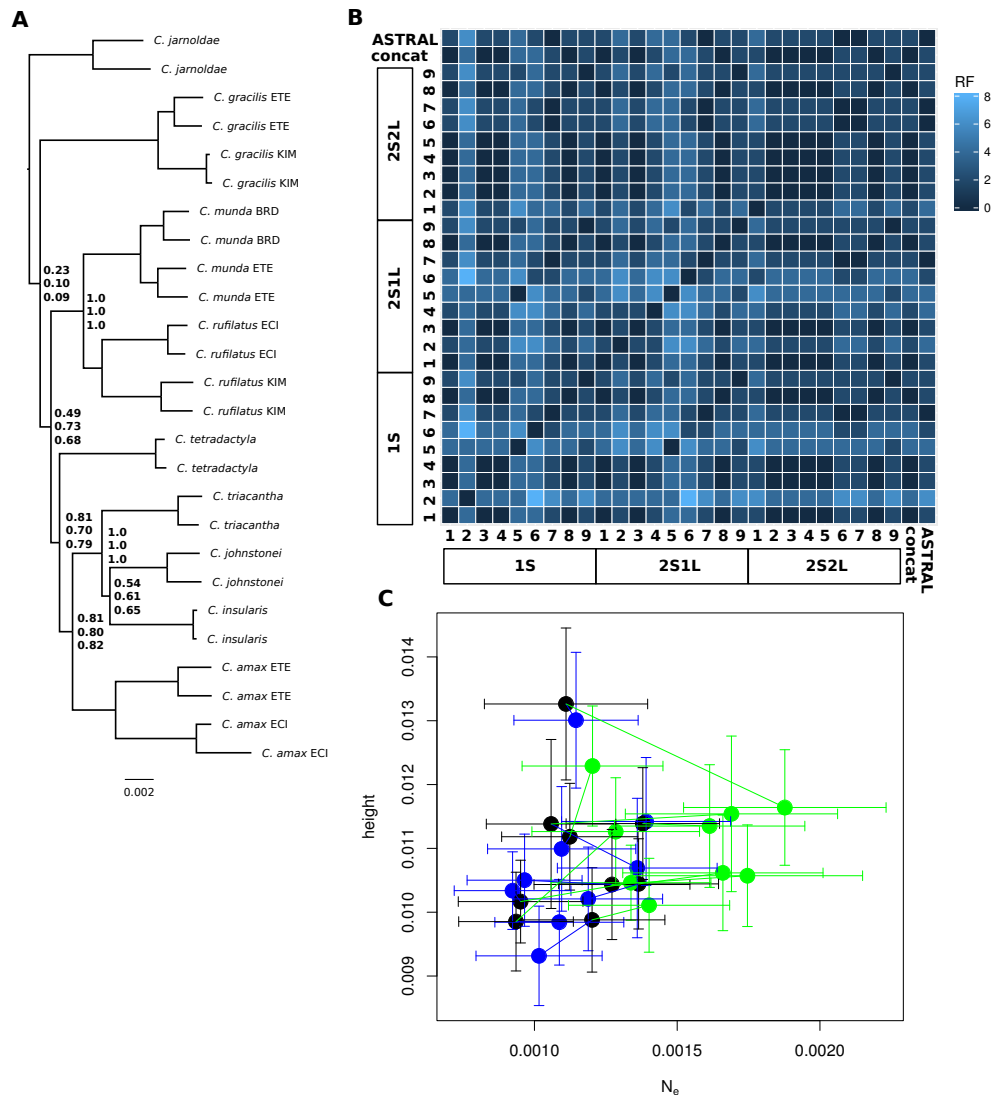 A
C. jarnoldae
C. jarnoldae
C. gracilis ETE
C. gracilis ETE
C. gracilis KIM
C. gracilis KIM
C. munda BRD
C. munda BRD
C. munda ETE
C. munda ETE
C. rufilatus ECI
C. rufilatus ECI
C. rufilatus KIM
C. rufilatus KIM
C. tetradactyla
C. tetradactyla
C. triacantha
C. triacantha
C. johnstonei
C. johnstonei
C. insularis
C. insularis
C. amax ETE
C. amax ETE
C. amax ECI
C. amax ECI
0.23
0.10
0.09
1.0
1.0
1.0
0.49
0.73
0.68
0.81
0.70
0.79
1.0
1.0
1.0
0.54
0.61
0.65
0.81
0.80
0.82
0.002
B
ASTRAL
concat
2S2L
9
8
7
6
5
4
3
2
1
2S1L
9
8
7
6
5
4
3
2
1
1S
9
8
7
6
5
4
3
2
1
1 2 3 4 5 6 7 8 9 1 2 3 4 5 6 7 8 9 1 2 3 4 5 6 7 8 9 concat ASTRAL
1S 2S1L 2S2L
RF
8
6
4
2
0
C
height
0.014
0.013
0.012
0.011
0.010
0.009
0.0010 0.0015 0.0020
Ne